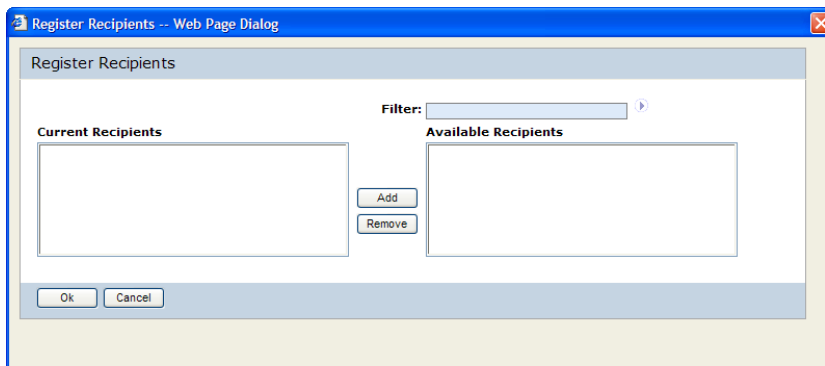 Register Recipients -- Web Page Dialog
Register Recipients
Filter:
Current Recipients
Available Recipients
Add
Remove
Ok
Cancel